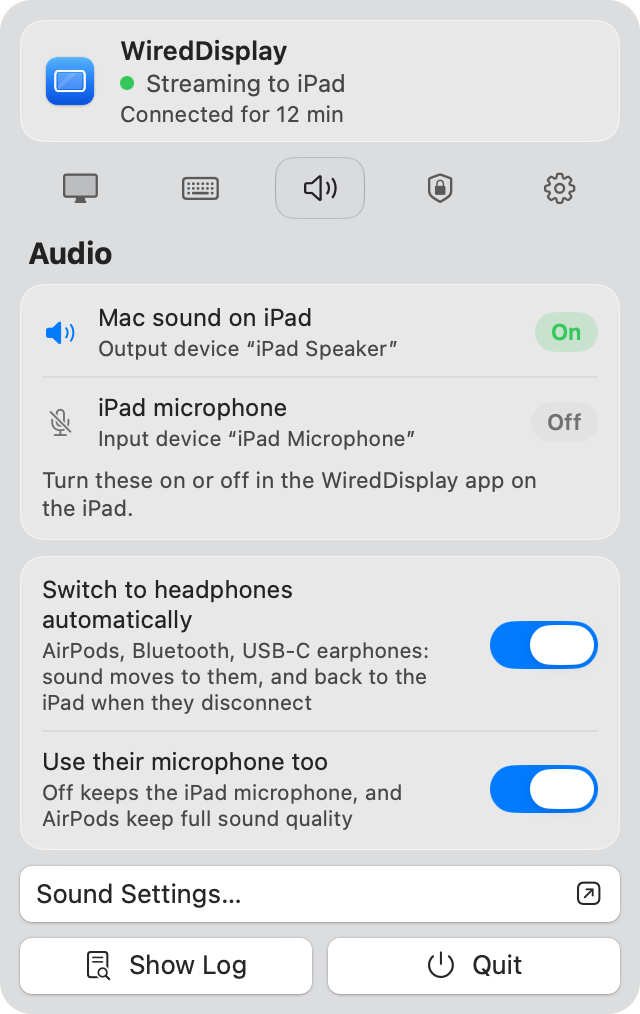 WiredDisplay
Streaming to iPad
Connected for 12 min
Audio
Mac sound on iPad
Output device “iPad Speaker”
On
iPad microphone
Input device “iPad Microphone”
Off
Turn these on or off in the WiredDisplay app on
the iPad.
Switch to headphones
automatically
AirPods, Bluetooth, USB-C earphones:
sound moves to them, and back to the
iPad when they disconnect
Use their microphone too
Off keeps the iPad microphone, and
AirPods keep full sound quality
Sound Settings...
Show Log
Quit